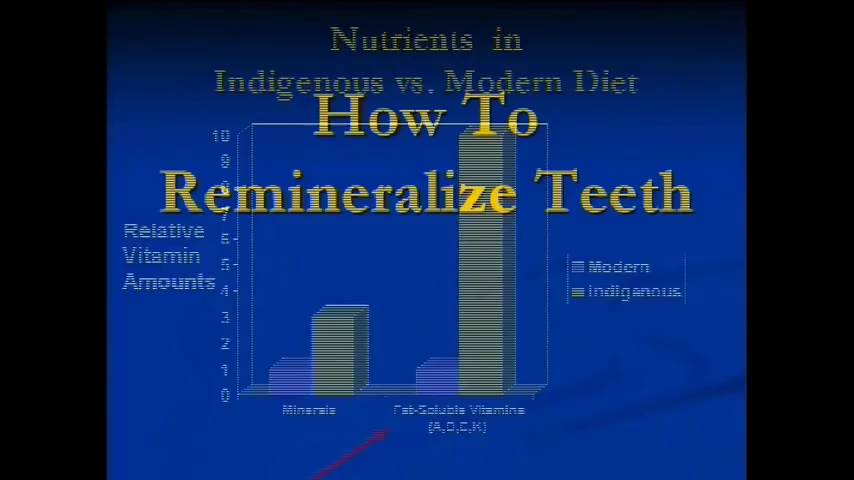 Nutrients in
Indigenous vs. Modern Diet
How To
Remineralize Teeth
10
9
8
7
6
5
4
3
2
1
0
Relative
Vitamin
Amounts
Modern
Indigenous
Minerals
Fat-Soluble Vitamins
(A,D,E,K)